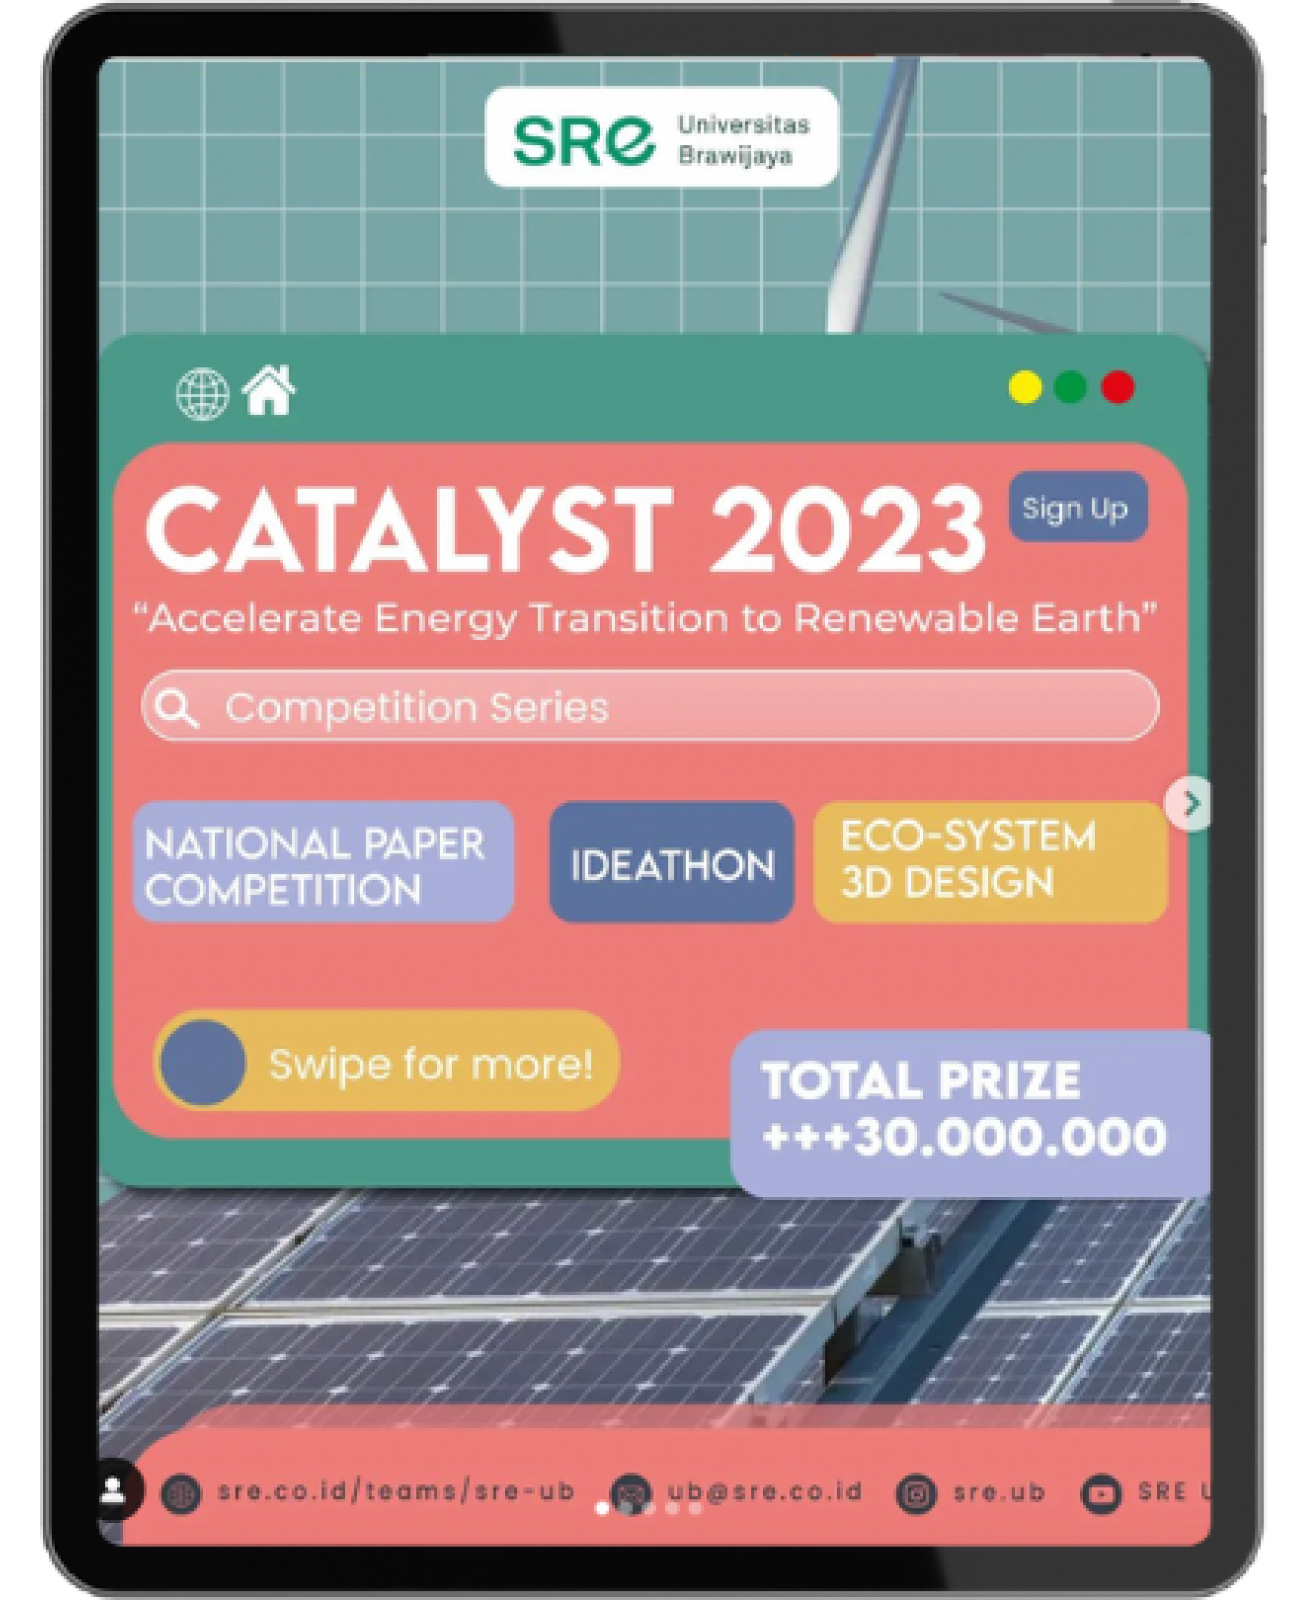 SRE Universitas
Brawijaya
CATALYST 2023
Sign Up
“Accelerate Energy Transition to Renewable Earth”
Competition Series
NATIONAL PAPER
COMPETITION
IDEATHON
ECO-SYSTEM
3D DESIGN
Swipe for more!
TOTAL PRIZE
+++30.000.000
sre.co.id/teams/sre-ub
ub@sre.co.id
sre.ub
SRE